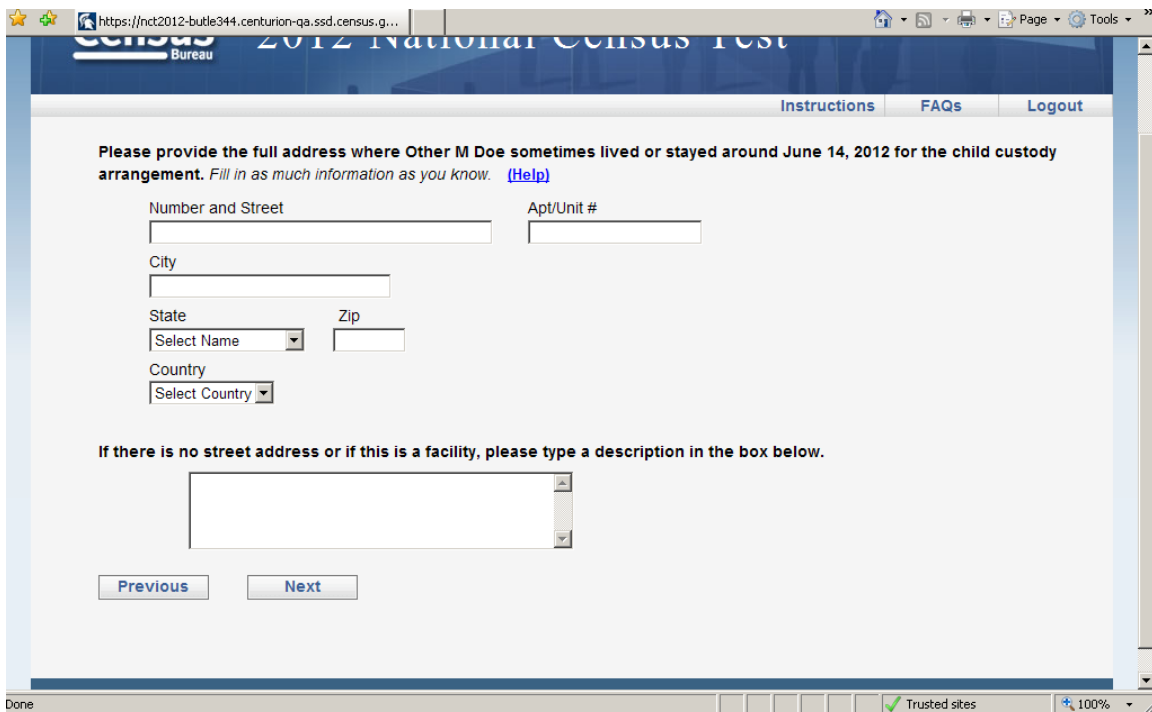 https://nct2012-butle344.centurion-qa.ssd.census.g...
Page
Tools
Census
Bureau
2012 National Census Test
Instructions
FAQs
Logout
Please provide the full address where Other M Doe sometimes lived or stayed around June 14, 2012 for the child custody
arrangement. Fill in as much information as you know. (Help)
Number and Street
Apt/Unit #
City
State
Zip
Select Name
Country
Select Country
If there is no street address or if this is a facility, please type a description in the box below.
Previous
Next
Done
Trusted sites
100%